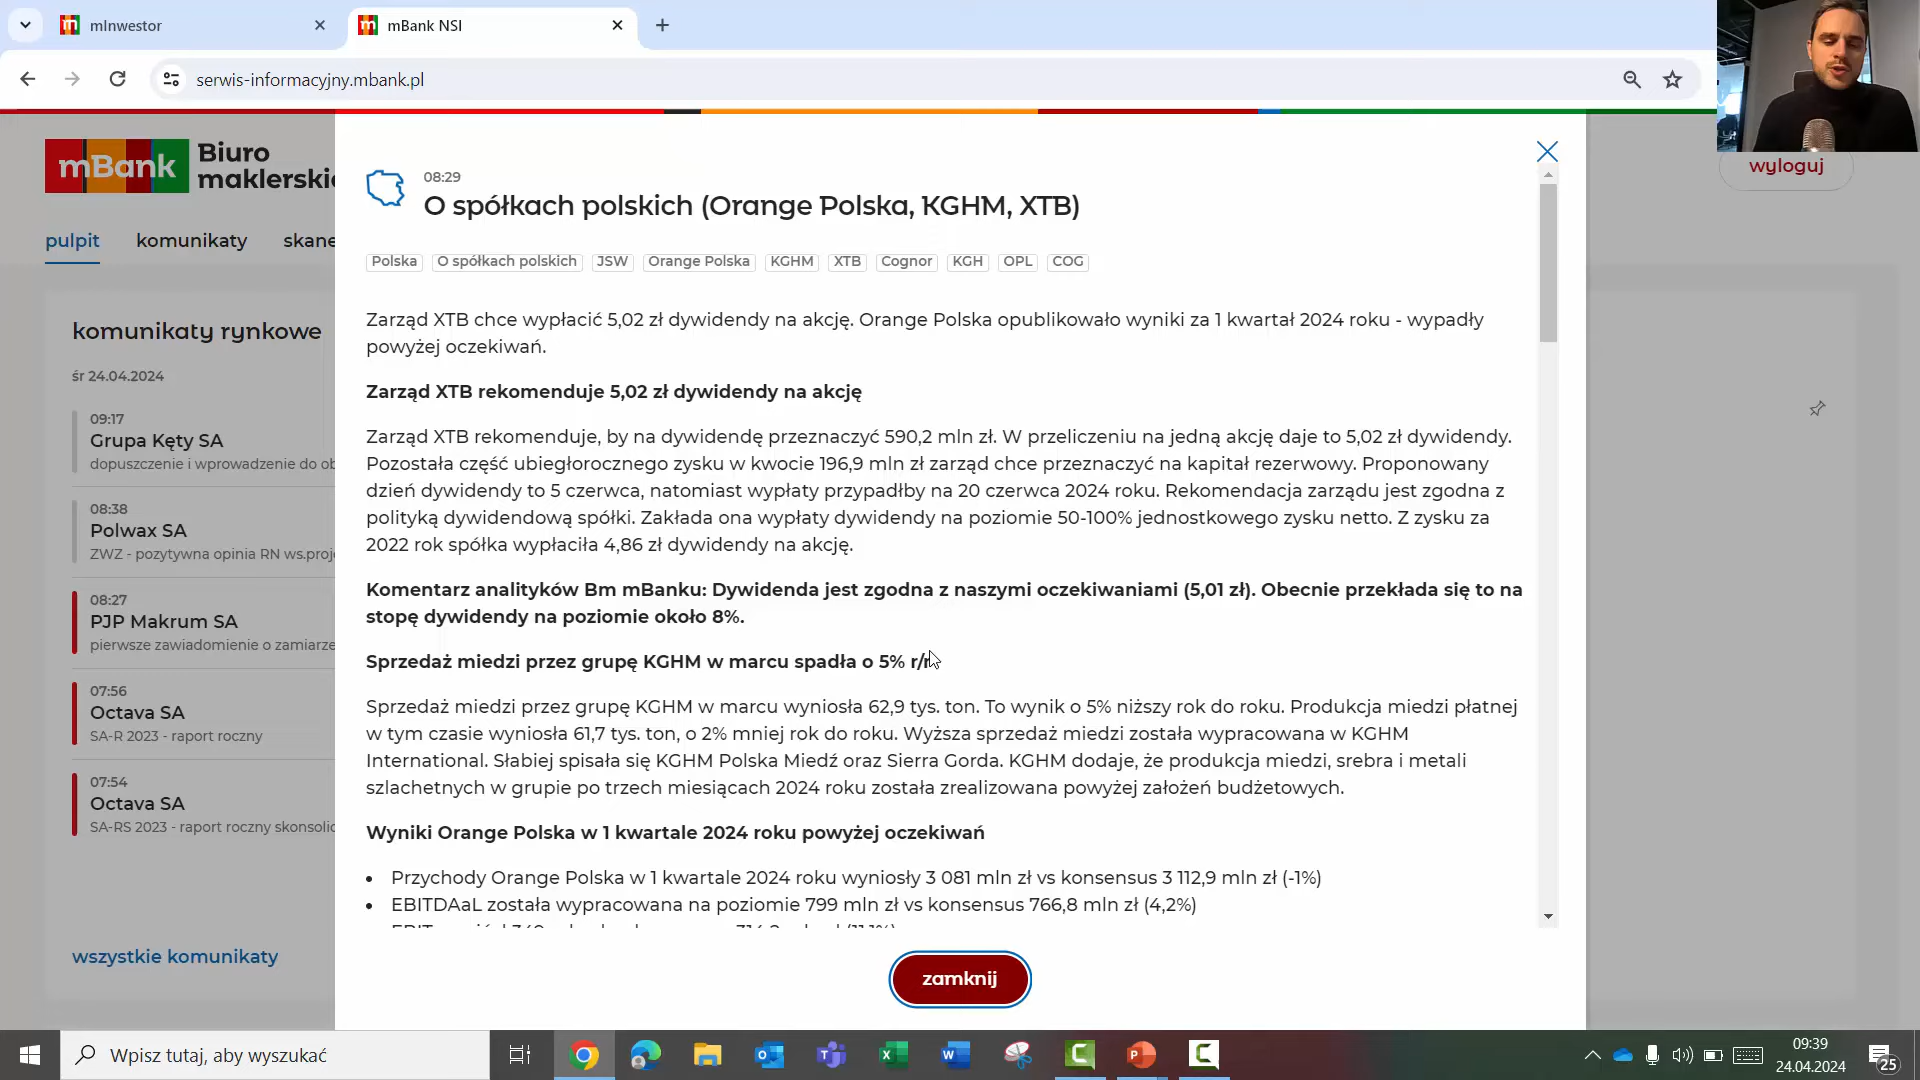 mInwestor
mBank NSI
serwis-informacyjny.mbank.pl
mBank
Biuro
maklerskie
wyloguj
pulpit
komunikaty
skane
komunikaty rynkowe
śr 24.04.2024
09:17
Grupa Kęty SA
dopuszczenie i wprowadzenie do ob
08:38
Polwax SA
ZWZ - pozytywna opinia RN ws.proj
08:27
PJP Makrum SA
pierwsze zawiadomienie o zamiarze
07:56
Octava SA
SA-R 2023 - raport roczny
07:54
Octava SA
SA-RS 2023 - raport roczny skonsolid
wszystkie komunikaty
08:29
O spółkach polskich (Orange Polska, KGHM, XTB)
Polska
O spółkach polskich
JSW
Orange Polska
KGHM
XTB
Cognor
KGH
OPL
COG
Zarząd XTB chce wypłacić 5,02 zł dywidendy na akcję. Orange Polska opublikowało wyniki za 1 kwartał 2024 roku - wypadły
powyżej oczekiwań.
Zarząd XTB rekomenduje 5,02 zł dywidendy na akcję
Zarząd XTB rekomenduje, by na dywidendę przeznaczyć 590,2 mln zł. W przeliczeniu na jedną akcję daje to 5,02 zł dywidendy.
Pozostała część ubiegłorocznego zysku w kwocie 196,9 mln zł zarząd chce przeznaczyć na kapitał rezerwowy. Proponowany
dzień dywidendy to 5 czerwca, natomiast wypłaty przypadłby na 20 czerwca 2024 roku. Rekomendacja zarządu jest zgodna z
polityką dywidendową spółki. Zakłada ona wypłaty dywidendy na poziomie 50-100% jednostkowego zysku netto. Z zysku za
2022 rok spółka wypłaciła 4,86 zł dywidendy na akcję.
Komentarz analityków Bm mBanku: Dywidenda jest zgodna z naszymi oczekiwaniami (5,01 zł). Obecnie przekłada się to na
stopę dywidendy na poziomie około 8%.
Sprzedaż miedzi przez grupę KGHM w marcu spadła o 5% r/r
Sprzedaż miedzi przez grupę KGHM w marcu wyniosła 62,9 tys. ton. To wynik o 5% niższy rok do roku. Produkcja miedzi płatnej
w tym czasie wyniosła 61,7 tys. ton, o 2% mniej rok do roku. Wyższa sprzedaż miedzi została wypracowana w KGHM
International. Słabiej spisała się KGHM Polska Miedź oraz Sierra Gorda. KGHM dodaje, że produkcja miedzi, srebra i metali
szlachetnych w grupie po trzech miesiącach 2024 roku została zrealizowana powyżej założeń budżetowych.
Wyniki Orange Polska w 1 kwartale 2024 roku powyżej oczekiwań
• Przychody Orange Polska w 1 kwartale 2024 roku wyniosły 3 081 mln zł vs konsensus 3 112,9 mln zł (-1%)
• EBITDAaL została wypracowana na poziomie 799 mln zł vs konsensus 766,8 mln zł (4,2%)
zamknij
Wpisz tutaj, aby wyszukać
09:39
24.04.2024
25